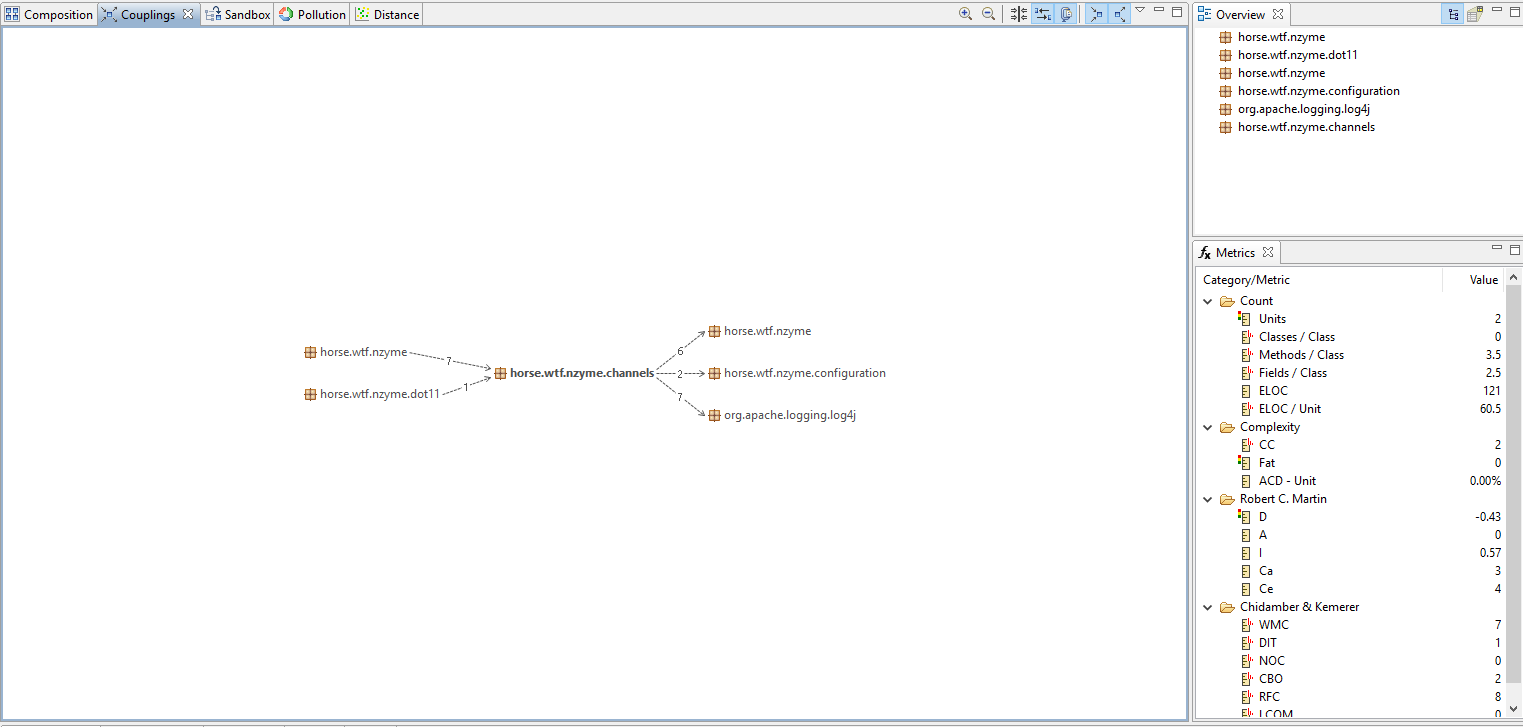 Composition Couplings Sandbox Pollution Distance
horse.wtf.nzyme
horse.wtf.nzyme.dot11
7
1
horse.wtf.nzyme.channels
6
2
7
horse.wtf.nzyme
horse.wtf.nzyme.configuration
org.apache.logging.log4j
Overview
horse.wtf.nzyme
horse.wtf.nzyme.dot11
horse.wtf.nzyme
horse.wtf.nzyme.configuration
org.apache.logging.log4j
horse.wtf.nzyme.channels
fx Metrics
Category/Metric Value
Count
Units 2
Classes / Class 0
Methods / Class 3.5
Fields / Class 2.5
ELOC 121
ELOC / Unit 60.5
Complexity
CC 2
Fat 0
ACD - Unit 0.00%
Robert C. Martin
D -0.43
A 0
I 0.57
Ca 3
Ce 4
Chidamber & Kemerer
WMC 7
DIT 1
NOC 0
CBO 2
RFC 8
LCOM 0